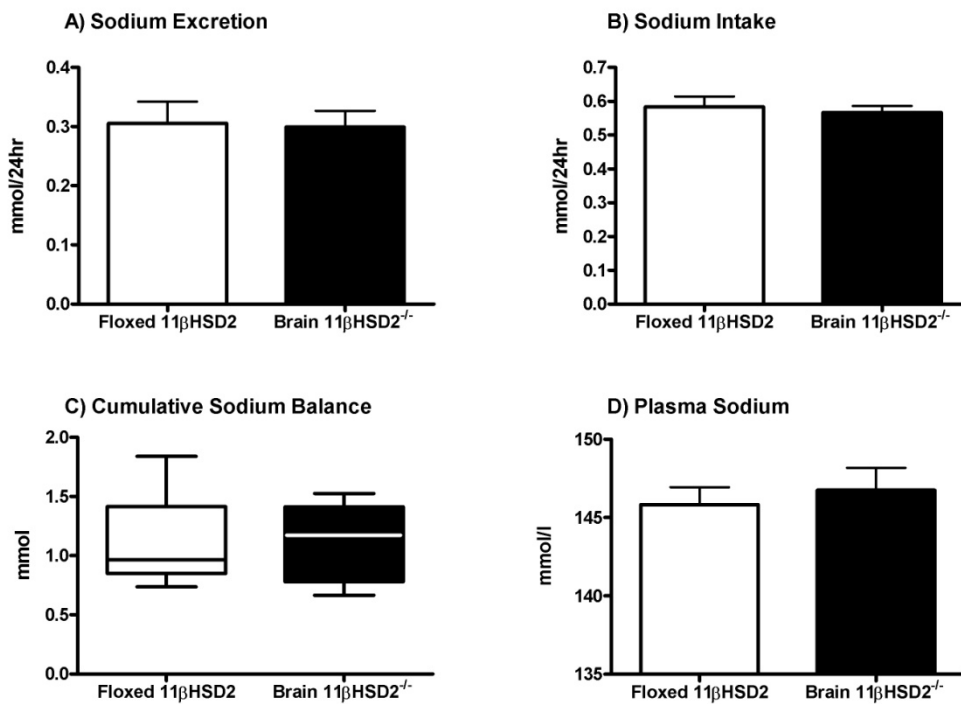 A) Sodium Excretion
mmol/24hr
0.4
0.3
0.2
0.1
0.0
Floxed 11βHSD2
Brain 11βHSD2-/-
B) Sodium Intake
mmol/24hr
0.7
0.6
0.5
0.4
0.3
0.2
0.1
0.0
Floxed 11βHSD2
Brain 11βHSD2-/-
C) Cumulative Sodium Balance
mmol
2.0
1.5
1.0
0.5
0.0
Floxed 11βHSD2
Brain 11βHSD2-/-
D) Plasma Sodium
mmol/l
150
145
140
135
Floxed 11βHSD2
Brain 11βHSD2-/-